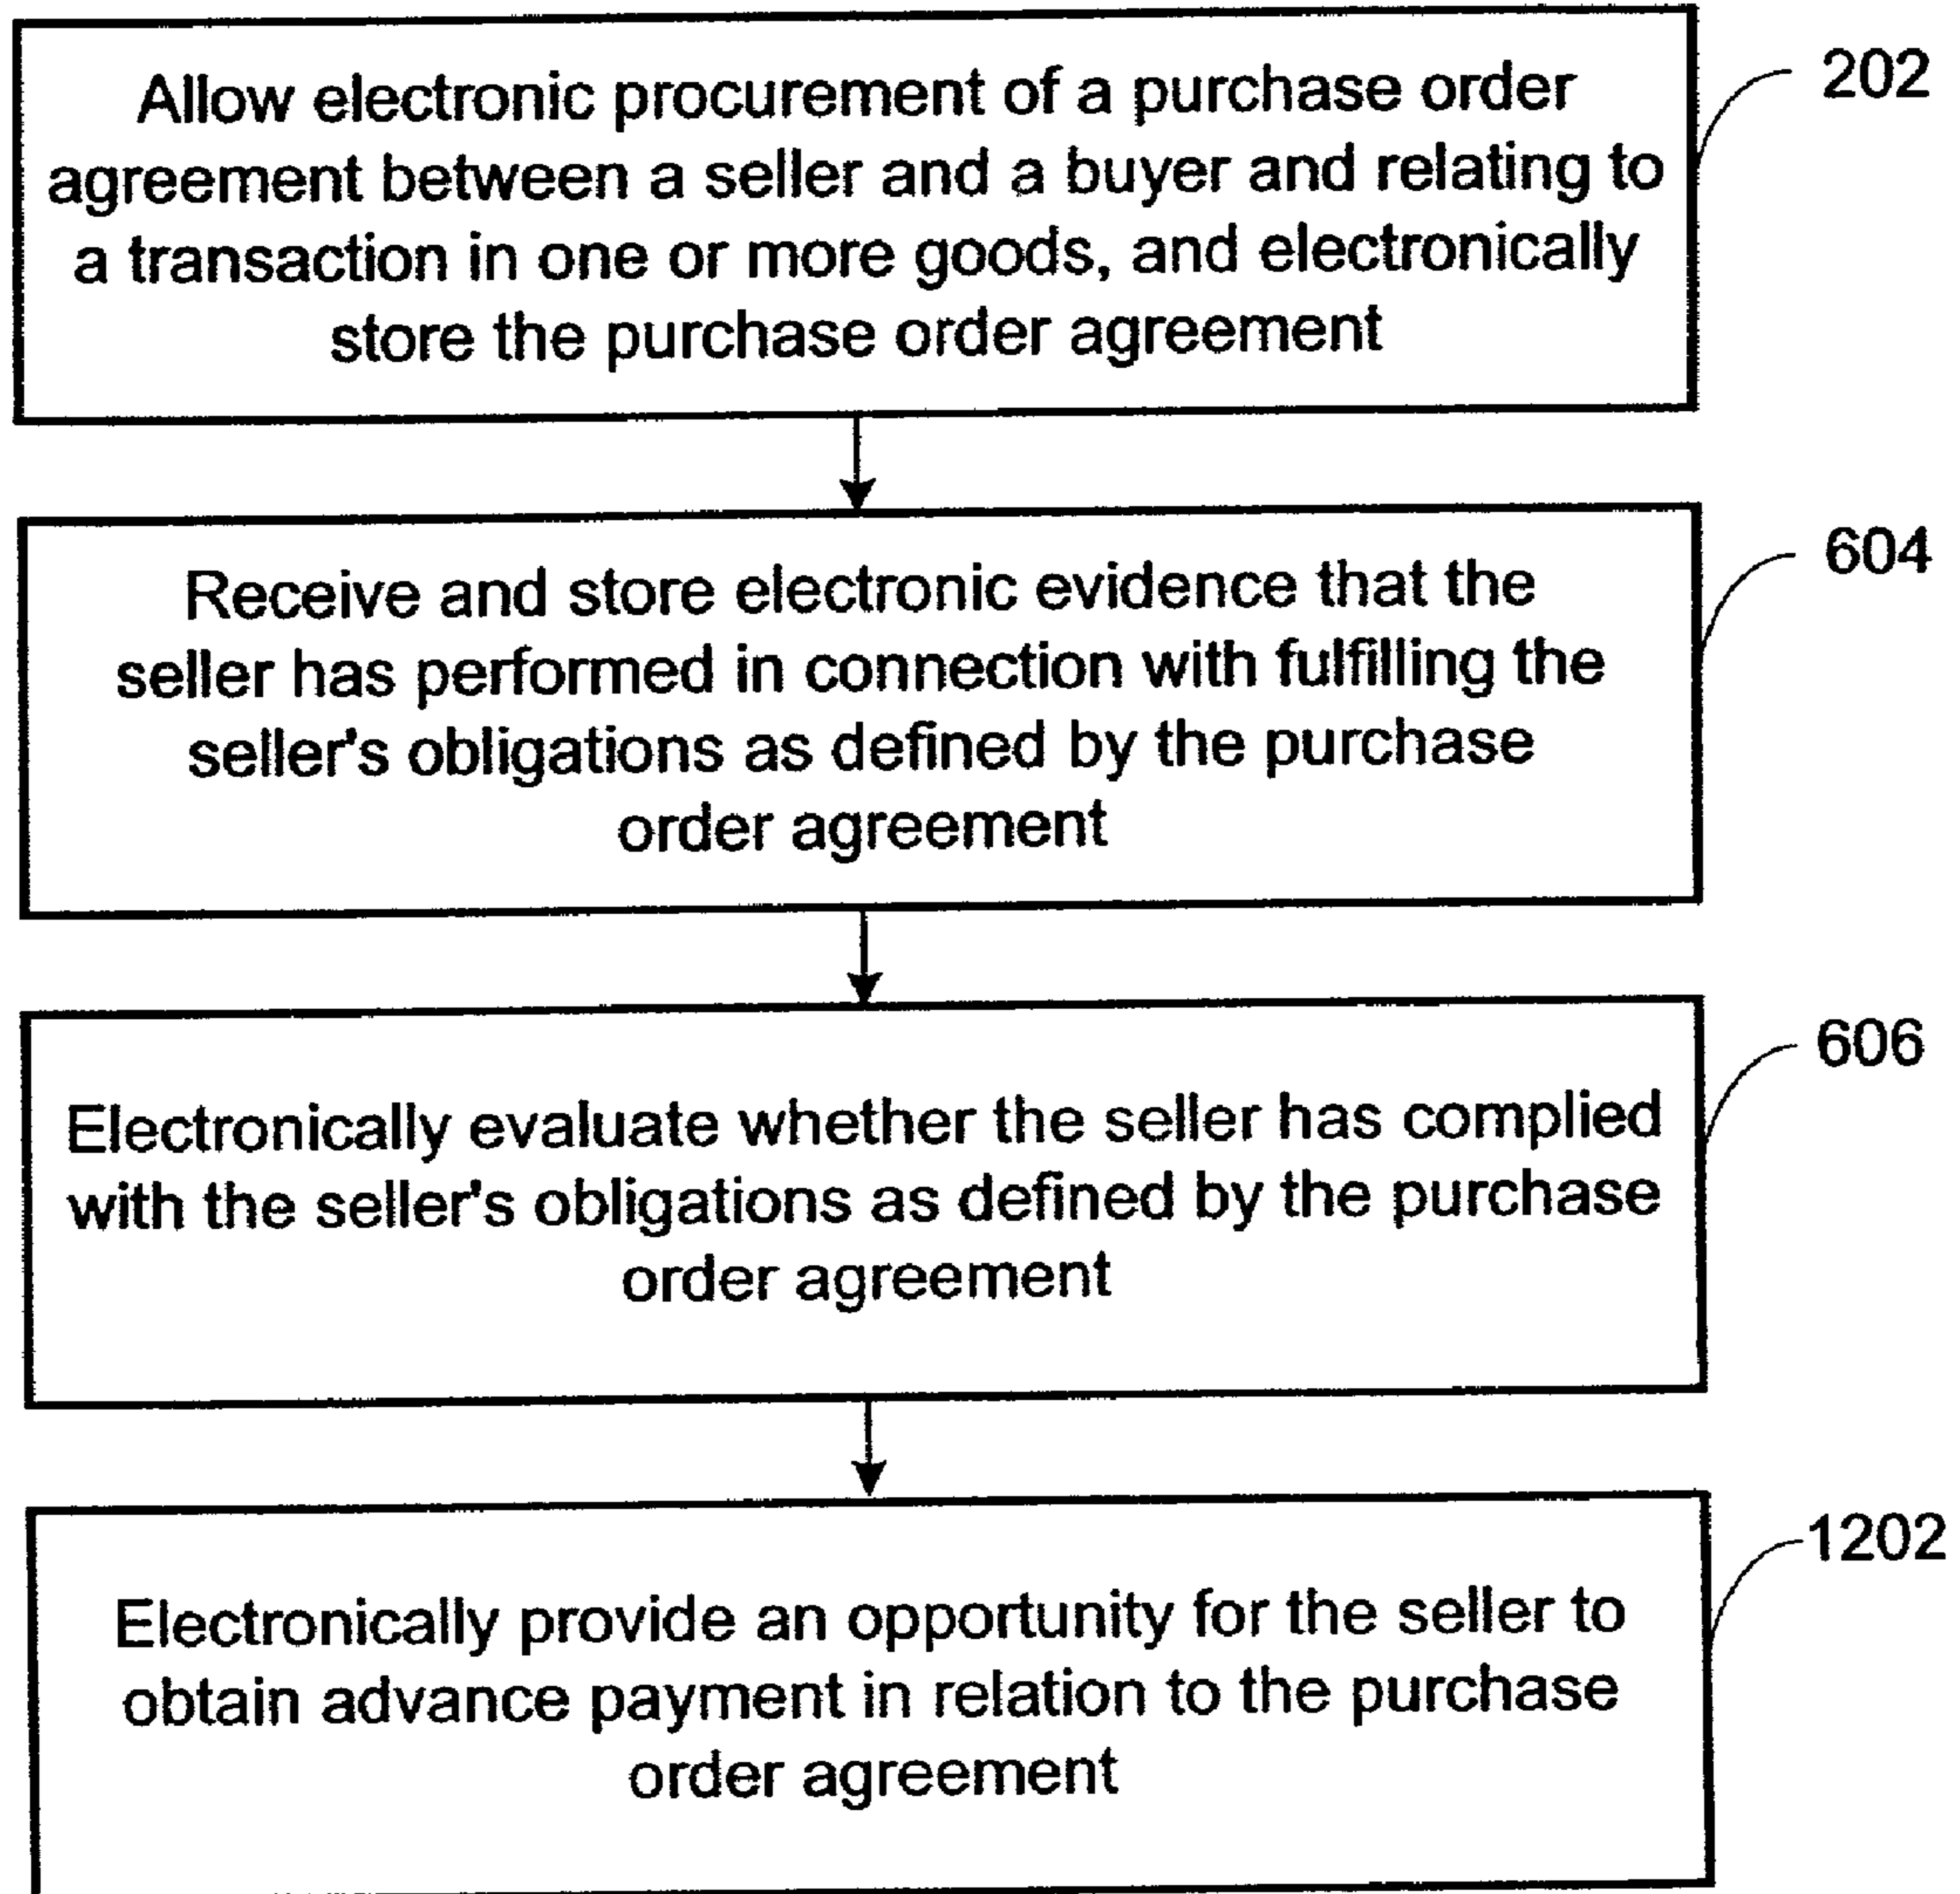 Allow electronic procurement of a purchase order
agreement between a seller and a buyer and relating to
a transaction in one or more goods, and electronically
store the purchase order agreement
202
Receive and store electronic evidence that the
seller has performed in connection with fulfilling the
seller's obligations as defined by the purchase
order agreement
604
Electronically evaluate whether the seller has complied
with the seller's obligations as defined by the purchase
order agreement
606
Electronically provide an opportunity for the seller to
obtain advance payment in relation to the purchase
order agreement
1202